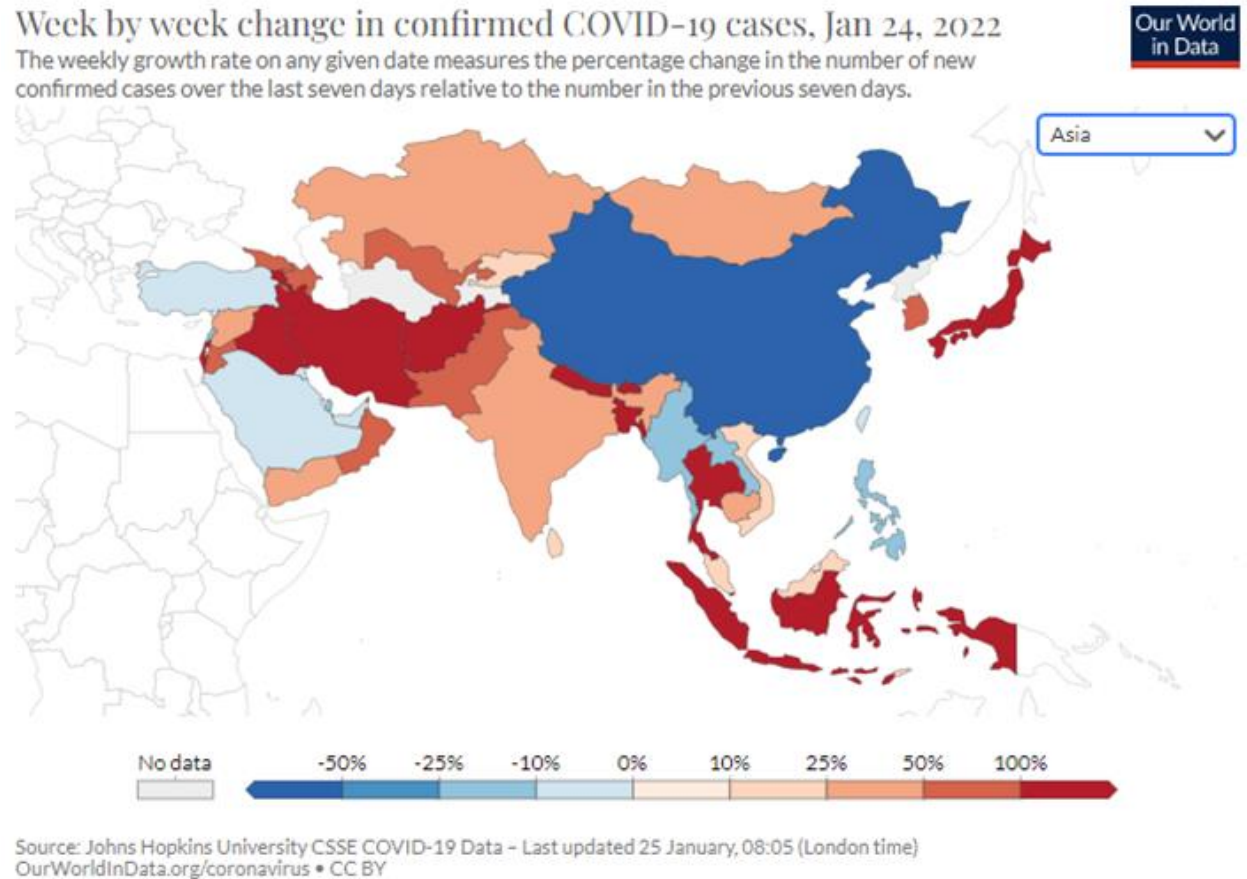 Week by week change in confirmed COVID-19 cases, Jan 24, 2022
Our World
in Data
The weekly growth rate on any given date measures the percentage change in the number of new
confirmed cases over the last seven days relative to the number in the previous seven days.
Asia
No data -50% -25% -10% 0% 10% 25% 50% 100%
Source: Johns Hopkins University CSSE COVID-19 Data – Last updated 25 January, 08:05 (London time)
OurWorldInData.org/coronavirus • CC BY